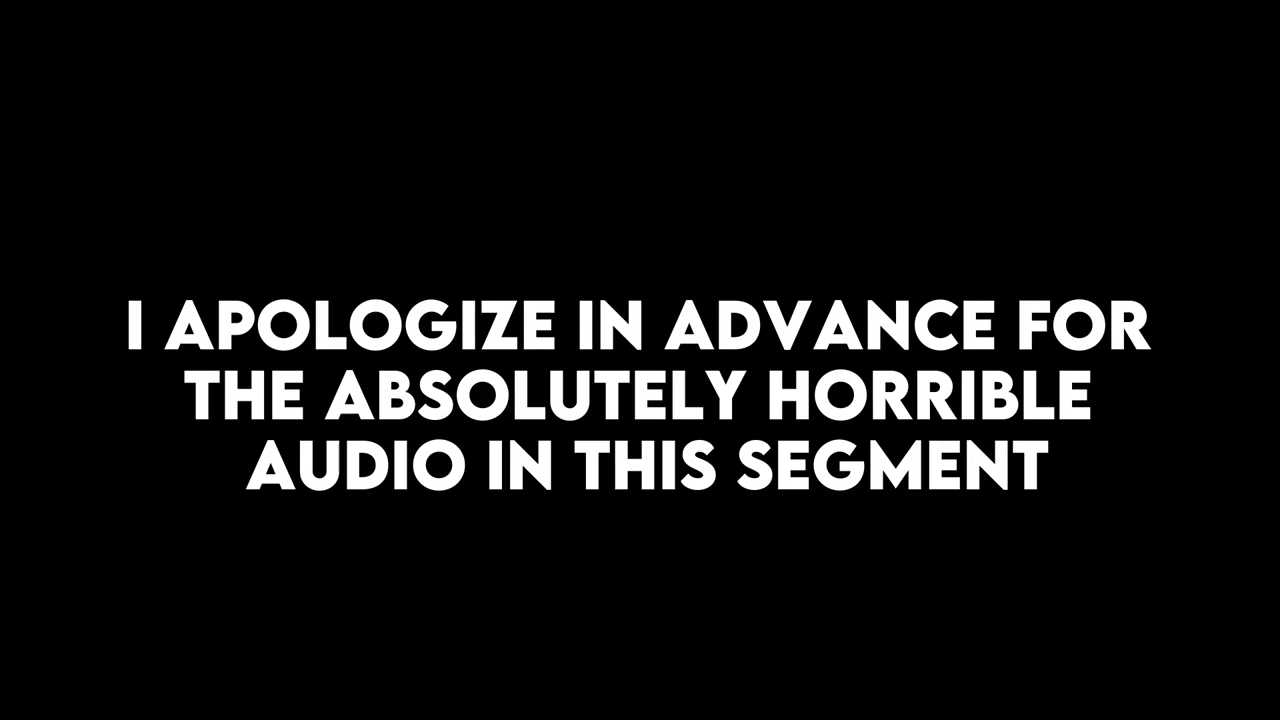 I APOLOGIZE IN ADVANCE FOR
THE ABSOLUTELY HORRIBLE
AUDIO IN THIS SEGMENT